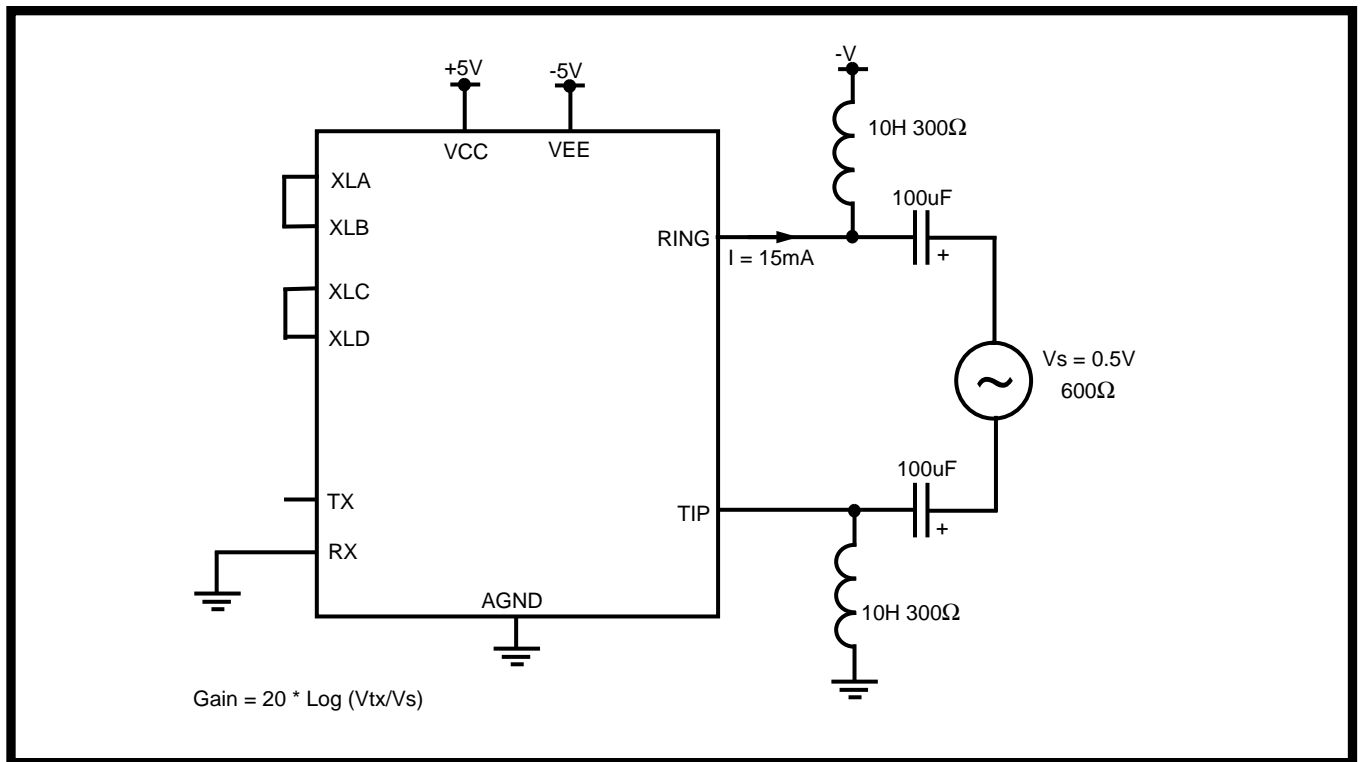 +5V
-5V
-V
VCC
VEE
10H 300Ω
XLA
XLB
100uF
RING
+
I = 15mA
XLC
XLD
Vs = 0.5V
600Ω
~
100uF
TX
TIP
+
RX
AGND
10H 300Ω
Gain = 20 * Log (Vtx/Vs)